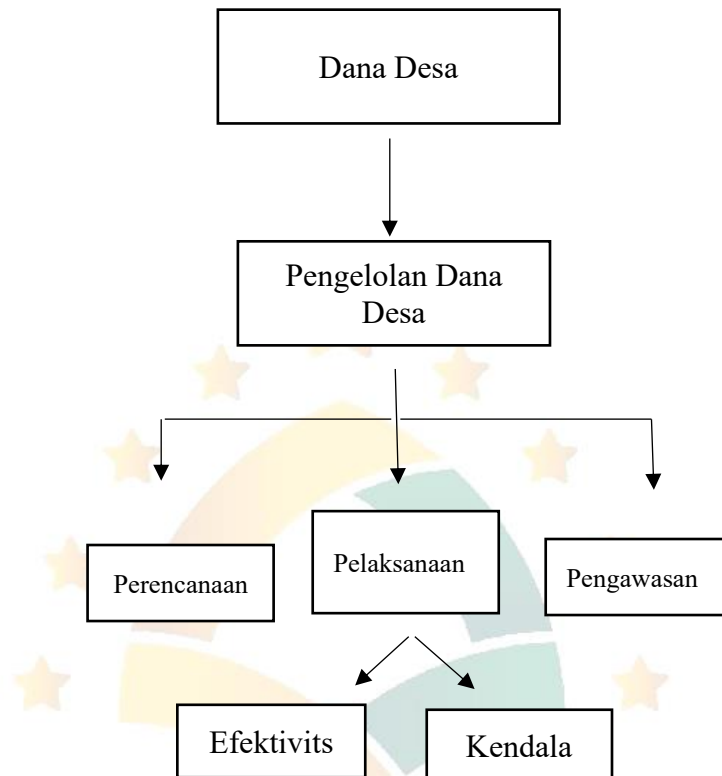 Dana Desa
Pengelolan Dana
Desa
Perencanaan
Pelaksanaan
Pengawasan
Efektivits
Kendala